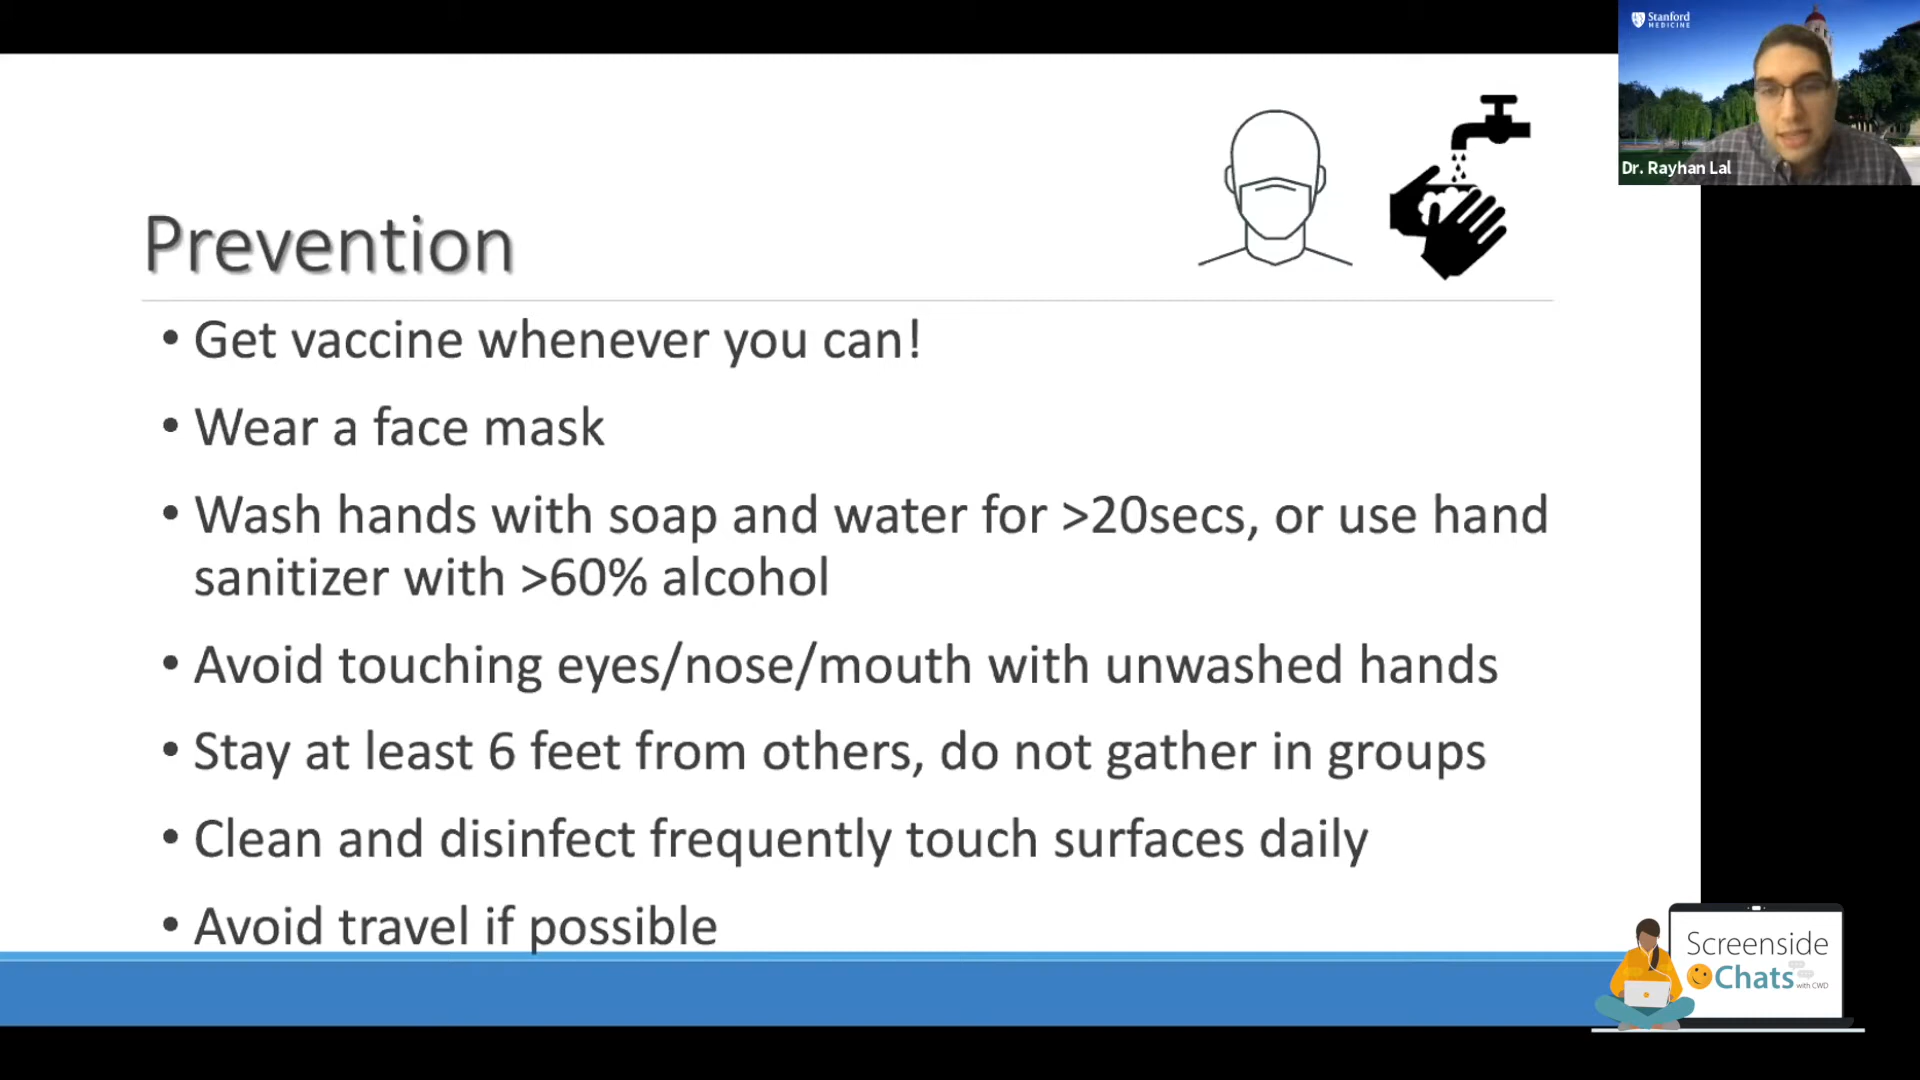 Stanford
MEDICINE
Dr. Rayhan Lal
Prevention
• Get vaccine whenever you can!
• Wear a face mask
• Wash hands with soap and water for >20secs, or use hand
sanitizer with >60% alcohol
• Avoid touching eyes/nose/mouth with unwashed hands
• Stay at least 6 feet from others, do not gather in groups
• Clean and disinfect frequently touch surfaces daily
• Avoid travel if possible
Screenside
Chats
with CWD